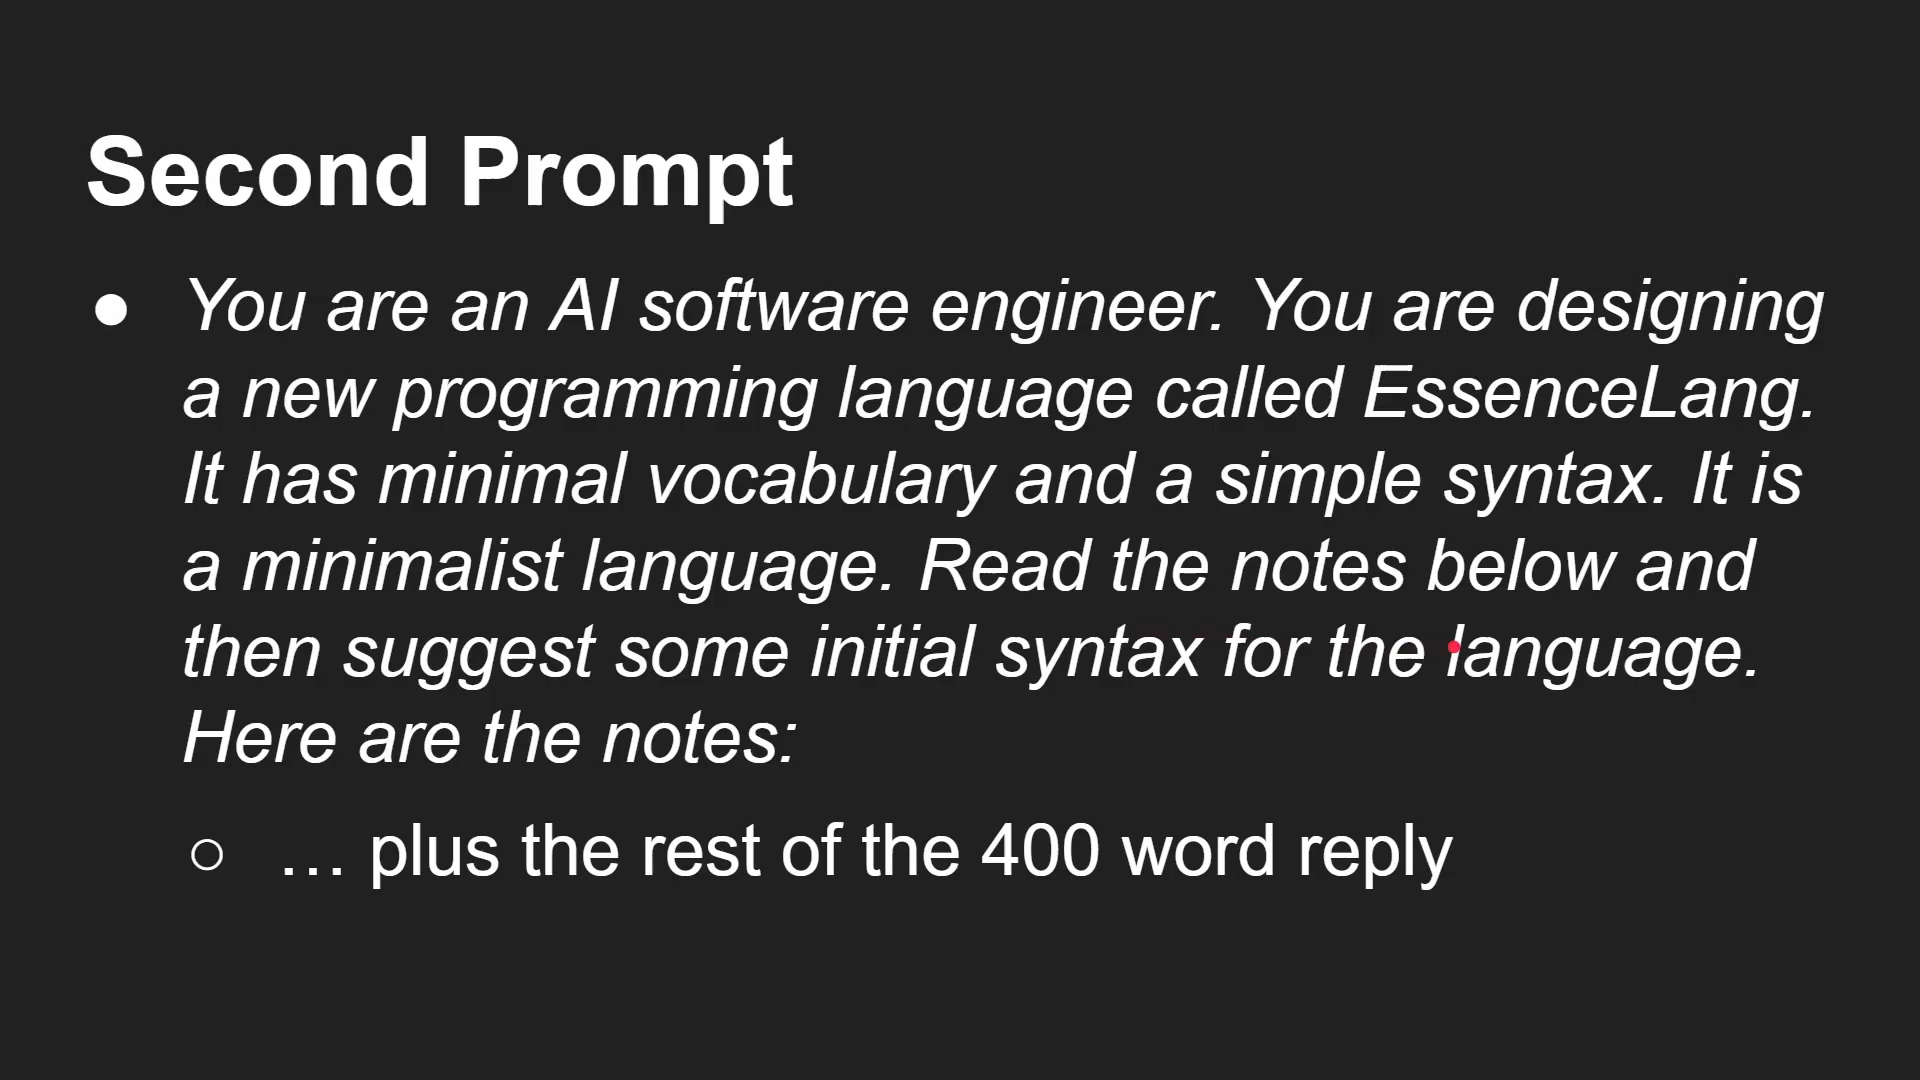 Second Prompt
● You are an AI software engineer. You are designing
a new programming language called EssenceLang.
It has minimal vocabulary and a simple syntax. It is
a minimalist language. Read the notes below and
then suggest some initial syntax for the language.
Here are the notes:
○ … plus the rest of the 400 word reply